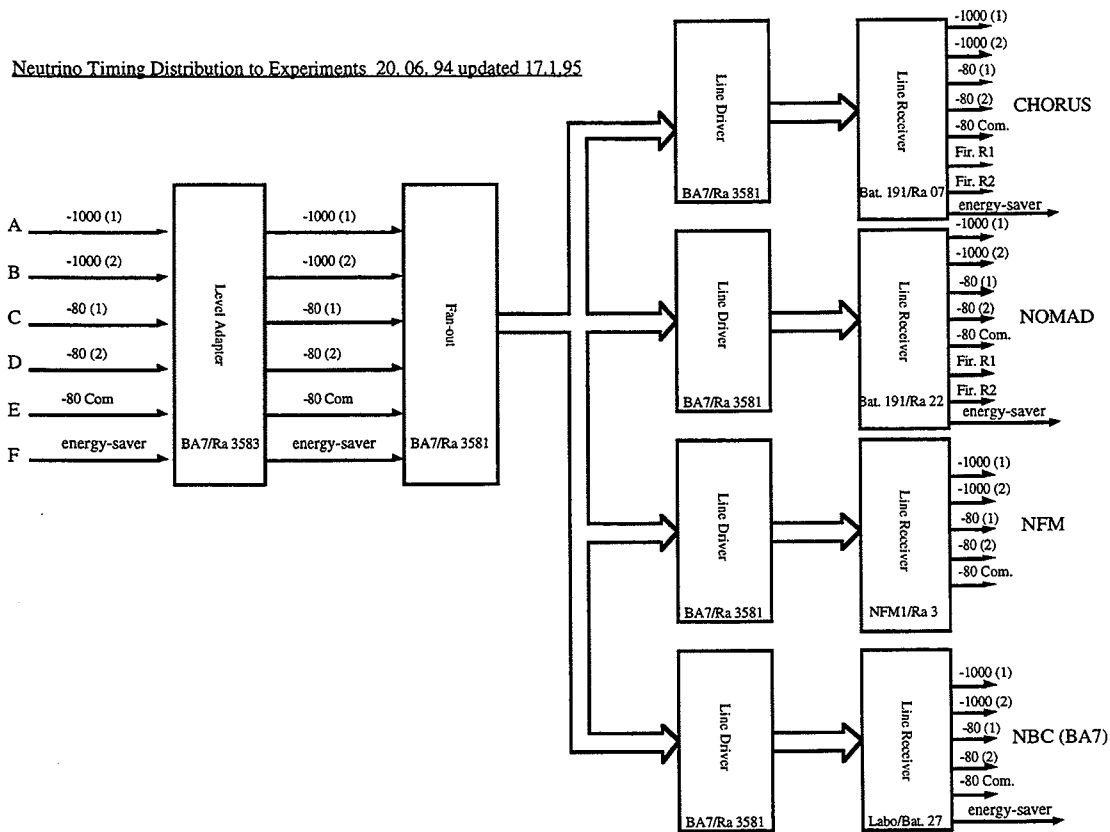 Neutrino Timing Distribution to Experiments 20. 06. 94 updated 17.1.95
A
-1000 (1)
B
-1000 (2)
C
-80 (1)
D
-80 (2)
E
-80 Com
F
energy-saver
Level Adapter
BA7/Ra 3583
-1000 (1)
-1000 (2)
-80 (1)
-80 (2)
-80 Com
energy-saver
Fan-out
BA7/Ra 3581
Line Driver
BA7/Ra 3581
Line Receiver
Bat. 191/Ra 07
-1000 (1)
-1000 (2)
-80 (1)
-80 (2)
-80 Com.
Fir. R1
Fir. R2
energy-saver
CHORUS
Line Driver
BA7/Ra 3581
Line Receiver
Bat. 191/Ra 22
-1000 (1)
-1000 (2)
-80 (1)
-80 (2)
-80 Com.
Fir. R1
Fir. R2
energy-saver
NOMAD
Line Driver
BA7/Ra 3581
Line Receiver
NFM1/Ra 3
-1000 (1)
-1000 (2)
-80 (1)
-80 (2)
-80 Com.
NFM
Line Driver
BA7/Ra 3581
Line Receiver
Labo/Bat. 27
-1000 (1)
-1000 (2)
-80 (1)
-80 (2)
-80 Com.
energy-saver
NBC (BA7)